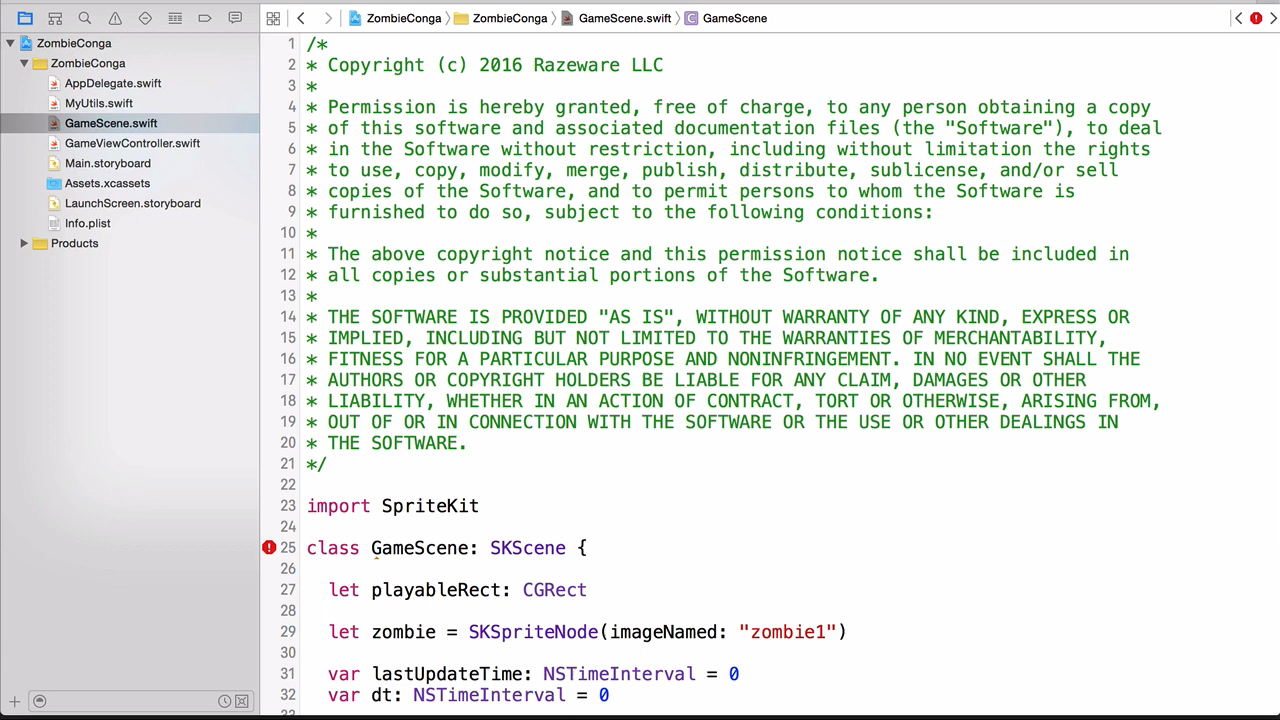 ZombieConga
ZombieConga
AppDelegate.swift
MyUtils.swift
GameScene.swift
GameViewController.swift
Main.storyboard
Assets.xcassets
LaunchScreen.storyboard
Info.plist
Products
ZombieConga ZombieConga GameScene.swift C GameScene
1 /*
2 * Copyright (c) 2016 Razeware LLC
3 *
4 * Permission is hereby granted, free of charge, to any person obtaining a copy
5 * of this software and associated documentation files (the "Software"), to deal
6 * in the Software without restriction, including without limitation the rights
7 * to use, copy, modify, merge, publish, distribute, sublicense, and/or sell
8 * copies of the Software, and to permit persons to whom the Software is
9 * furnished to do so, subject to the following conditions:
10 *
11 * The above copyright notice and this permission notice shall be included in
12 * all copies or substantial portions of the Software.
13 *
14 * THE SOFTWARE IS PROVIDED "AS IS", WITHOUT WARRANTY OF ANY KIND, EXPRESS OR
15 * IMPLIED, INCLUDING BUT NOT LIMITED TO THE WARRANTIES OF MERCHANTABILITY,
16 * FITNESS FOR A PARTICULAR PURPOSE AND NONINFRINGEMENT. IN NO EVENT SHALL THE
17 * AUTHORS OR COPYRIGHT HOLDERS BE LIABLE FOR ANY CLAIM, DAMAGES OR OTHER
18 * LIABILITY, WHETHER IN AN ACTION OF CONTRACT, TORT OR OTHERWISE, ARISING FROM,
19 * OUT OF OR IN CONNECTION WITH THE SOFTWARE OR THE USE OR OTHER DEALINGS IN
20 * THE SOFTWARE.
21 */
22
23 import SpriteKit
24
25 class GameScene: SKScene {
26
27 let playableRect: CGRect
28
29 let zombie = SKSpriteNode(imageNamed: "zombie1")
30
31 var lastUpdateTime: NSTimeInterval = 0
32 var dt: NSTimeInterval = 0